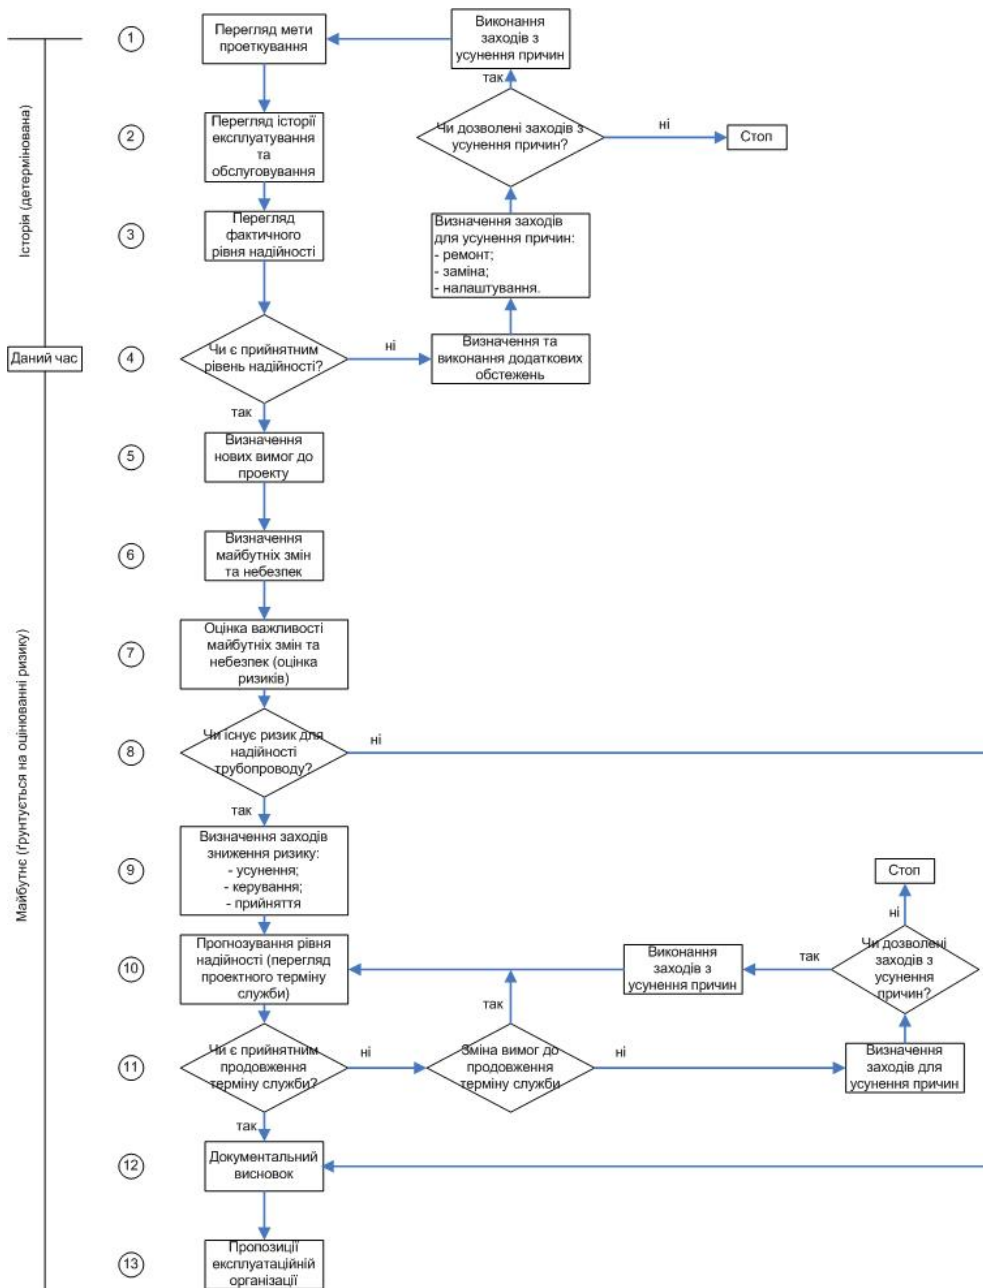 1
Перегляд мети
проеткування
Виконання
заходів з
усунення причин
так
2
Перегляд історії
експлуатування
та
обслуговування
Чи дозволені заходів з
усунення причин?
ні
Стоп
Історія (детермінована)
3
Перегляд
фактичного
рівня надійності
Визначення заходів
для усунення причин:
- ремонт;
- заміна;
- налаштування.
Даний час
4
Чи є прийнятним
рівень надійності?
ні
Визначення та
виконання додаткових
обстежень
так
5
Визначення
нових вимог до
проекту
6
Визначення
майбутніх змін
та небезпек
Майбутнє (ґрунтується на оцінюванні ризику)
7
Оцінка важливості
майбутніх змін та
небезпек (оцінка
ризиків)
8
Чи існує ризик для
надійності
трубопроводу?
ні
так
9
Визначення заходів
зниження ризику:
- усунення;
- керування;
- прийняття
Стоп
ні
10
Прогнозування рівня
надійності (перегляд
проектного терміну
служби)
Виконання
заходів з
усунення причин
так
Чи дозволені
заходів з
усунення
причин?
так
11
Чи є прийнятним
продовження
терміну служби?
ні
Зміна вимог до
продовження
терміну служби
ні
Визначення
заходів для
усунення причин
так
12
Документальний
висновок
13
Пропозиції
експлуатаційній
організації